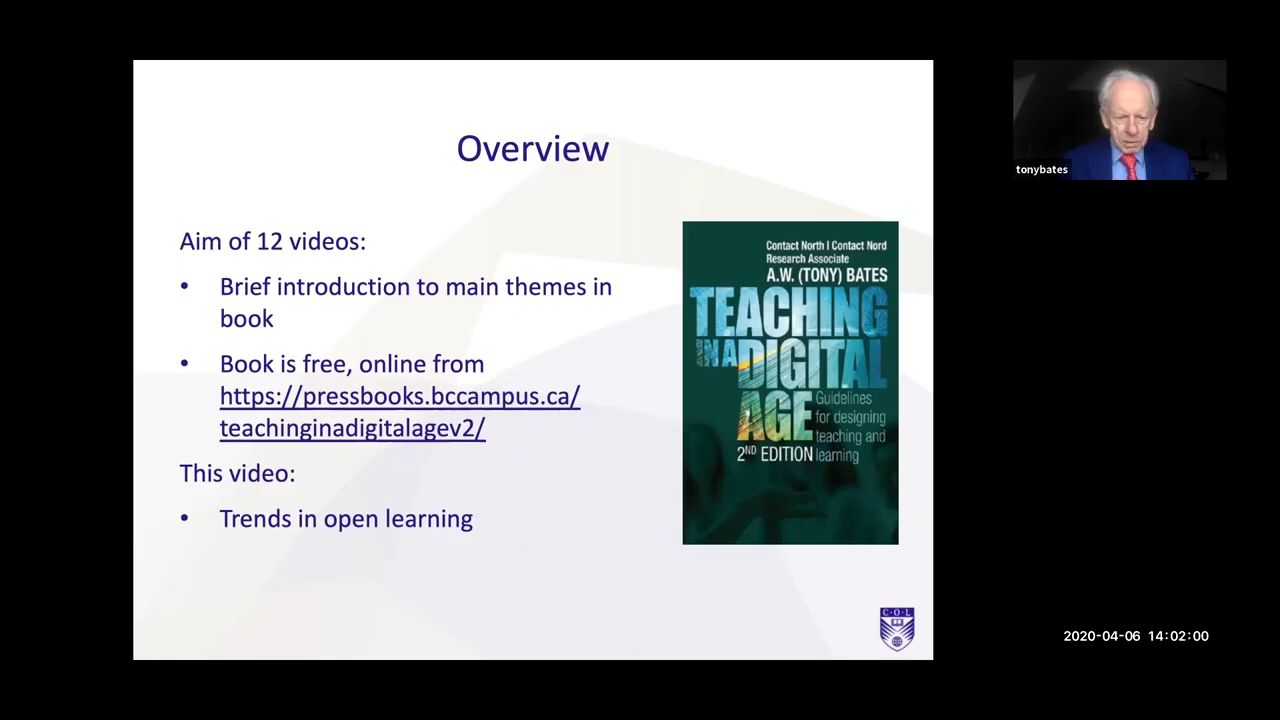 Overview
Aim of 12 videos:
• Brief introduction to main themes in
book
• Book is free, online from
https://pressbooks.bccampus.ca/
teachinginadigitalagev2/
This video:
• Trends in open learning
Contact North I Contact Nord
Research Associate
A.W. (TONY) BATES
TEACHING
IN A DIGITAL
AGE
Guidelines
for designing
teaching and
learning
2ND EDITION
C·O·L
tonybates
2020-04-06 14:02:00